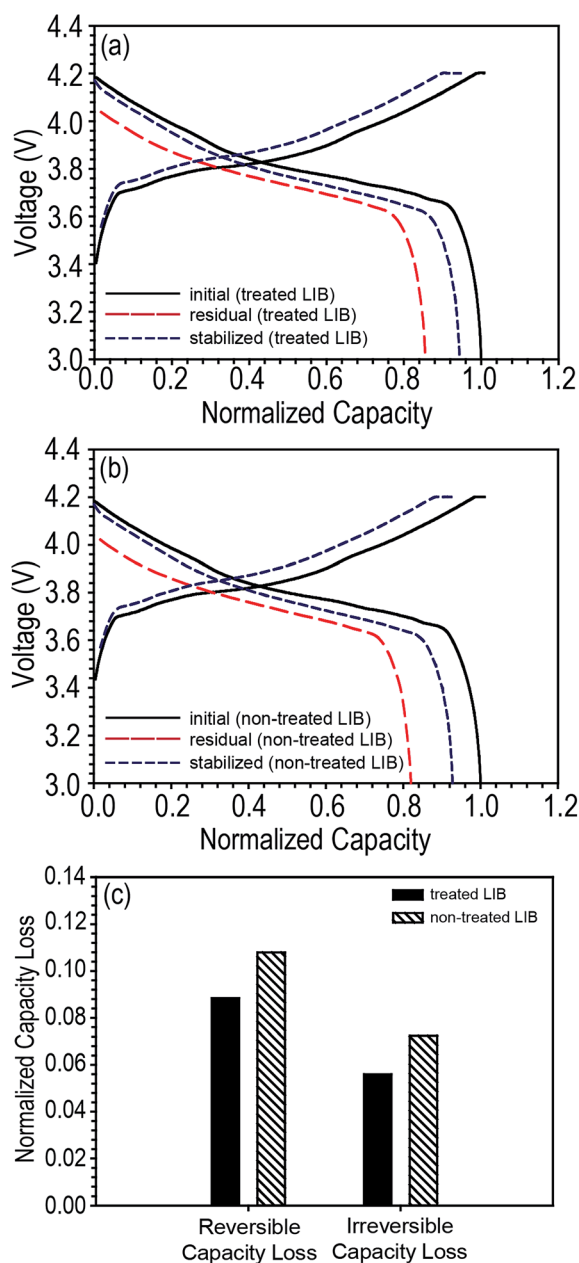 (a)
4.4
4.2
4.0
3.8
3.6
3.4
3.2
3.0
Voltage (V)
initial (treated LIB)
residual (treated LIB)
stabilized (treated LIB)
0.0 0.2 0.4 0.6 0.8 1.0 1.2
Normalized Capacity
(b)
4.4
4.2
4.0
3.8
3.6
3.4
3.2
3.0
Voltage (V)
initial (non-treated LIB)
residual (non-treated LIB)
stabilized (non-treated LIB)
0.0 0.2 0.4 0.6 0.8 1.0 1.2
Normalized Capacity
(c)
0.14
0.12
0.10
0.08
0.06
0.04
0.02
0.00
Normalized Capacity Loss
treated LIB
non-treated LIB
Reversible
Capacity Loss
Irreversible
Capacity Loss